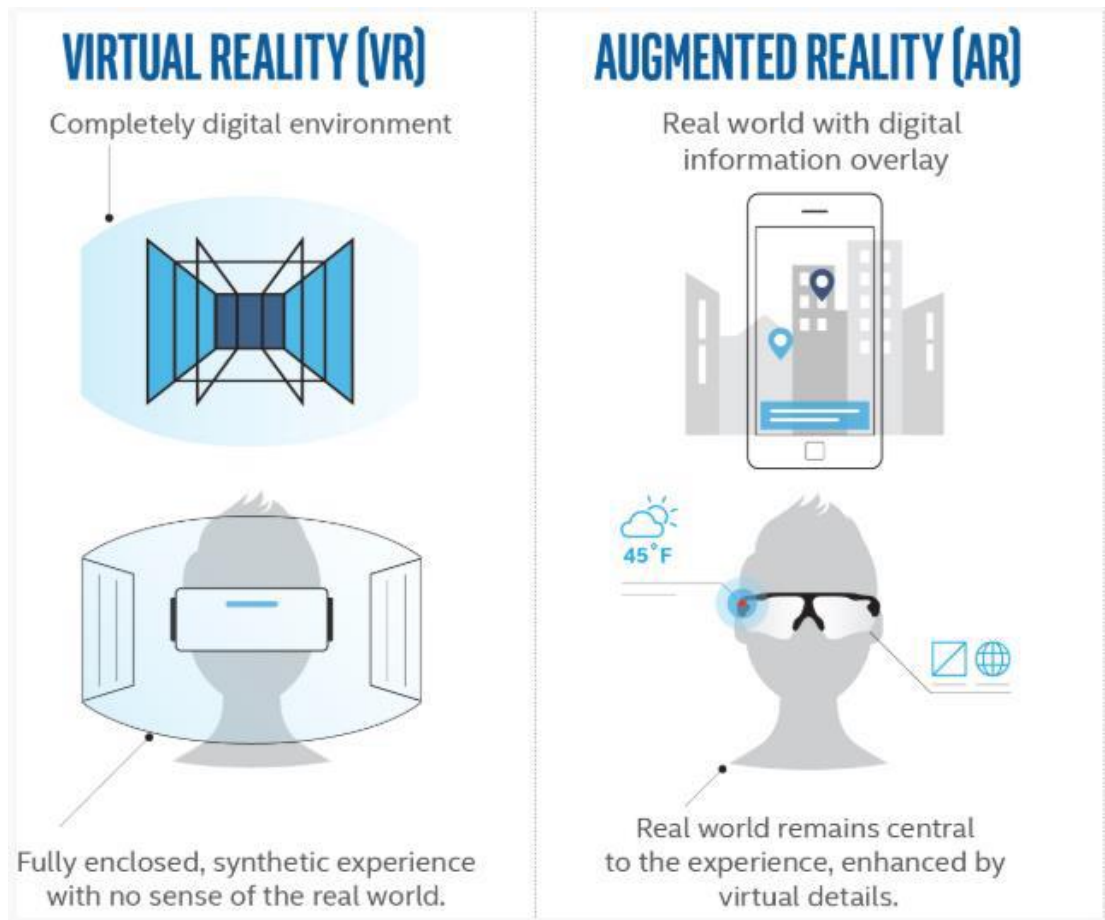 VIRTUAL REALITY (VR)
Completely digital environment
Fully enclosed, synthetic experience
with no sense of the real world.
AUGMENTED REALITY (AR)
Real world with digital
information overlay
45°F
Real world remains central
to the experience, enhanced by
virtual details.